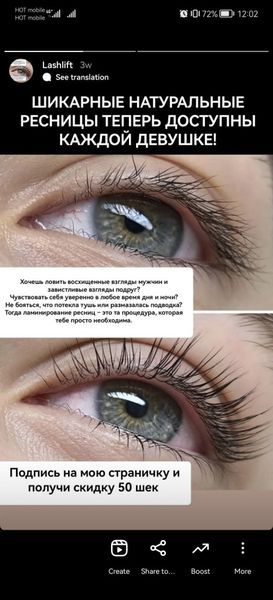 HOT mobile
HOT mobile
72%
12:02
Lashlift 3w
See translation
ШИКАРНЫЕ НАТУРАЛЬНЫЕ
РЕСНИЦЫ ТЕПЕРЬ ДОСТУПНЫ
КАЖДОЙ ДЕВУШКЕ!
Хочешь ловить восхищенные взгляды мужчин и
завистливые взгляды подруг?
Чувствовать себя уверенно в любое время дня и ночи?
Не бояться, что потекла тушь или размазалась подводка?
Тогда ламинирование ресниц - это та процедура, которая
тебе просто необходима.
Подпись на мою страничку и
получи скидку 50 шек
Create Share to... Boost More